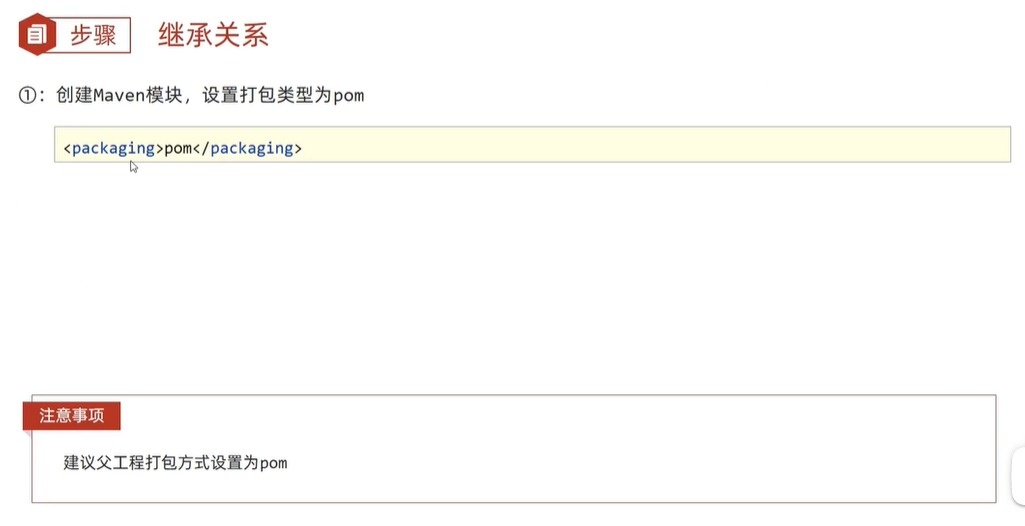 步骤 继承关系
①：创建Maven模块，设置打包类型为pom
<packaging>pom</packaging>
注意事项
建议父工程打包方式设置为pom